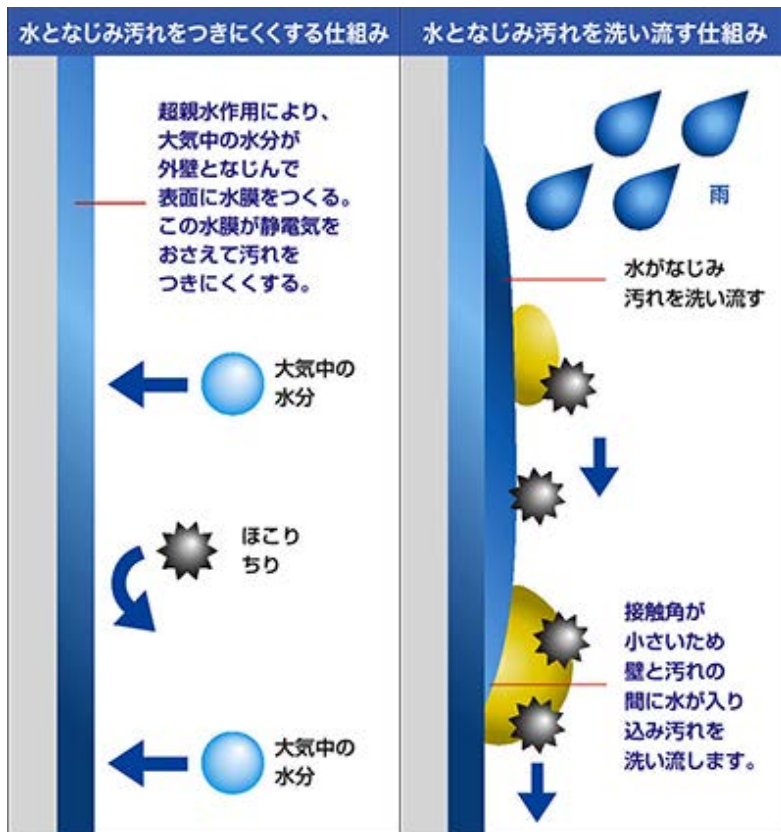 水となじみ汚れをつきにくくする仕組み
超親水作用により、
大気中の水分が
外壁となじんで
表面に水膜をつくる。
この水膜が静電気を
おさえて汚れを
つきにくくする。
大気中の
水分
ほこり
ちり
大気中の
水分
水となじみ汚れを洗い流す仕組み
雨
水がなじみ
汚れを洗い流す
接触角が
小さいため
壁と汚れの
間に水が入り
込み汚れを
洗い流します。